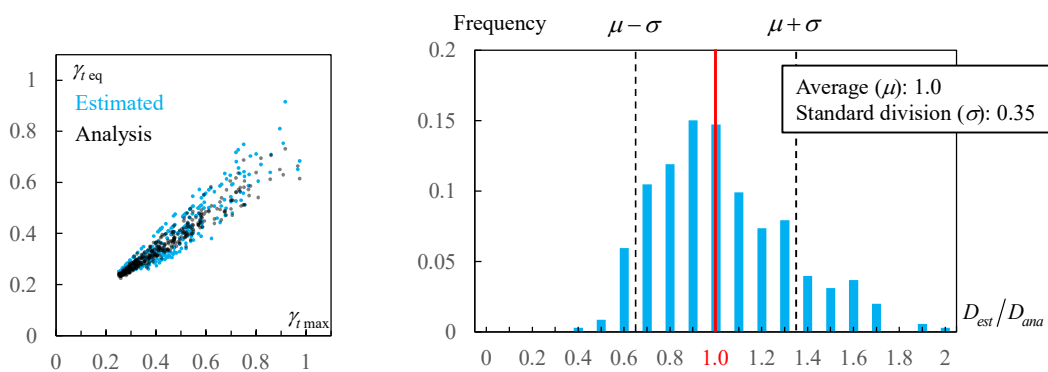 γt eq
Estimated
Analysis
1
0.8
0.6
0.4
0.2
0
γt max
0 0.2 0.4 0.6 0.8 1
Frequency
μ−σ
μ+σ
0.2
0.15
0.1
0.05
0
Average (μ): 1.0
Standard division (σ): 0.35
Dest/Dana
0 0.2 0.4 0.6 0.8 1.0 1.2 1.4 1.6 1.8 2